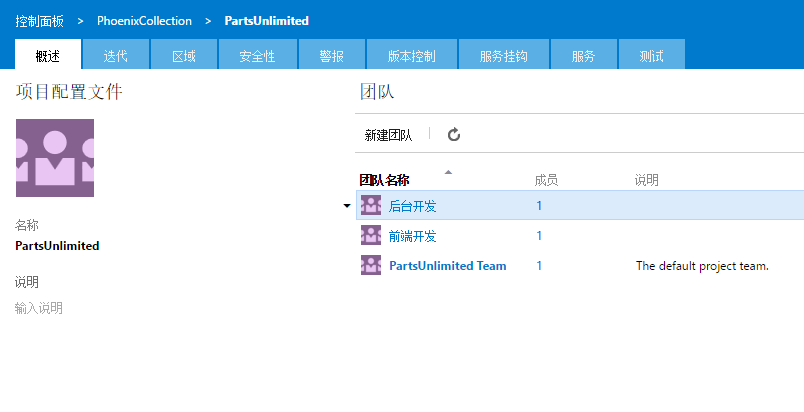 控制面板 > PhoenixCollection > PartsUnlimited
概述 迭代 区域 安全性 警报 版本控制 服务挂钩 服务 测试
项目配置文件
名称
PartsUnlimited
说明
输入说明
团队
新建团队
团队名称 成员 说明
后台开发 1
前端开发 1
PartsUnlimited Team 1 The default project team.